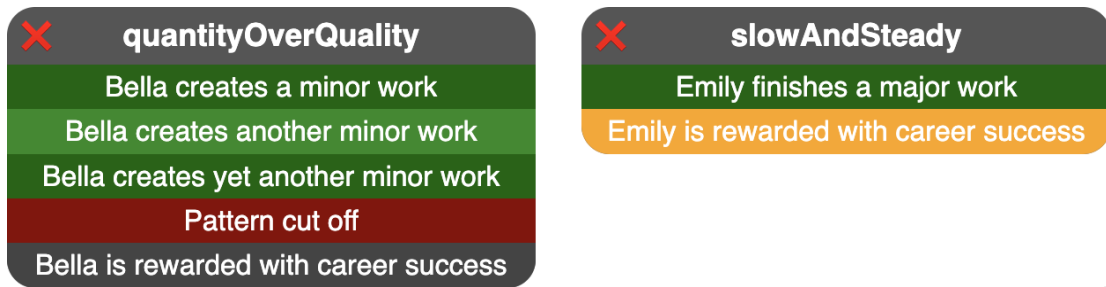 ❌ quantityOverQuality
Bella creates a minor work
Bella creates another minor work
Bella creates yet another minor work
Pattern cut off
Bella is rewarded with career success
❌ slowAndSteady
Emily finishes a major work
Emily is rewarded with career success